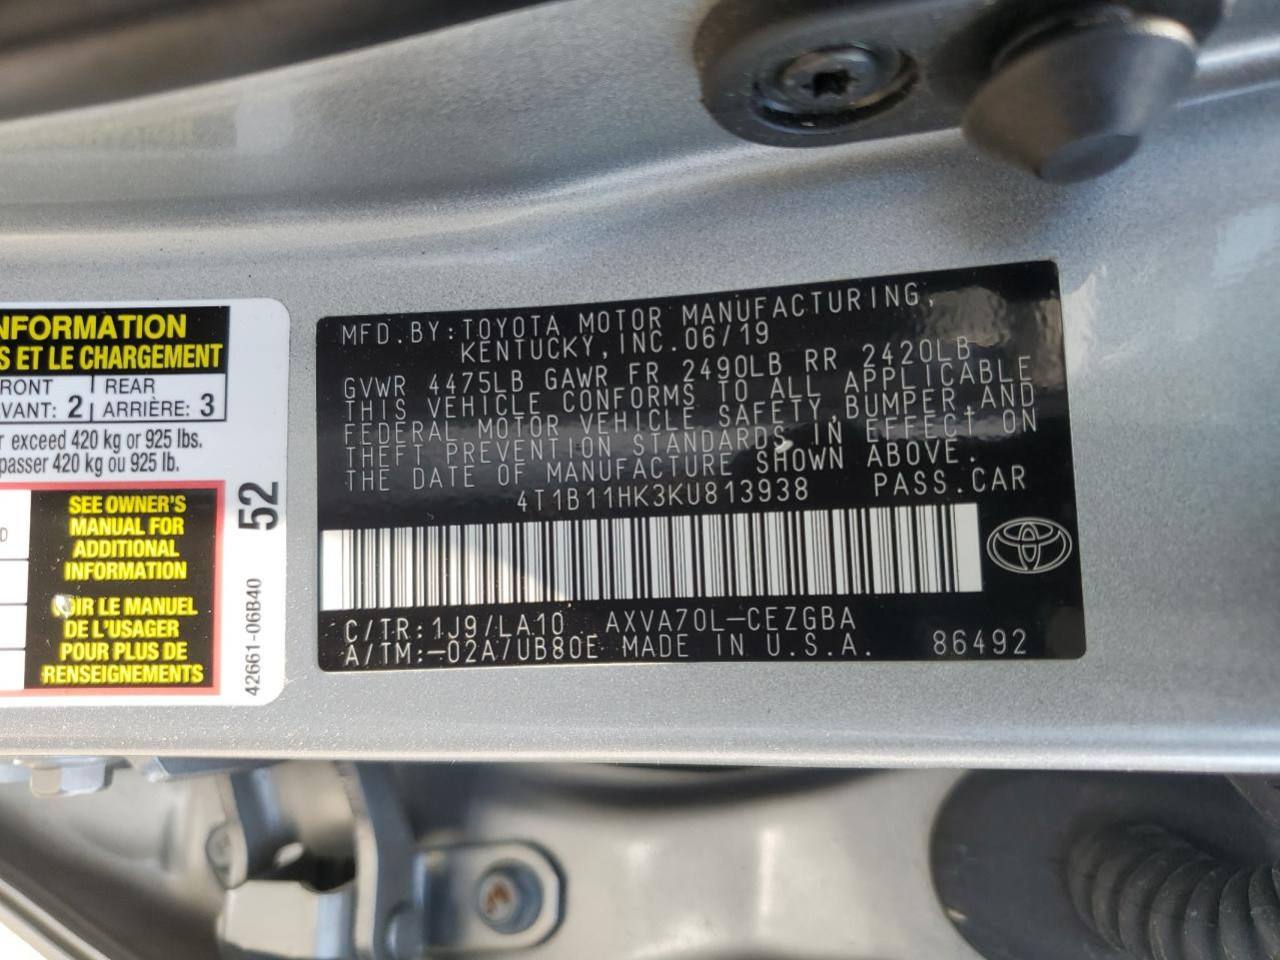 NFORMATION
S ET LE CHARGEMENT
RONT REAR
VANT: 2 ARRIÈRE: 3
r exceed 420 kg or 925 lbs.
passer 420 kg ou 925 lb.
SEE OWNER'S
MANUAL FOR
ADDITIONAL
INFORMATION
VOIR LE MANUEL
DE L'USAGER
POUR PLUS DE
RENSEIGNEMENTS
D
52
42661-06B40
MFD.BY:TOYOTA MOTOR MANUFACTURING,
KENTUCKY,INC.06/19
GVWR 4475LB GAWR FR 2490LB RR 2420LB
THIS VEHICLE CONFORMS TO ALL APPLICABLE
FEDERAL MOTOR VEHICLE SAFETY,BUMPER,AND
THEFT PREVENTION STANDARDS IN EFFECT ON
THE DATE OF MANUFACTURE SHOWN ABOVE.
4T1B11HK3KU813938 PASS.CAR
C/TR:1J9/LA10 AXVA70L-CEZGBA
A/TM:-02A/UB80E MADE IN U.S.A. 86492